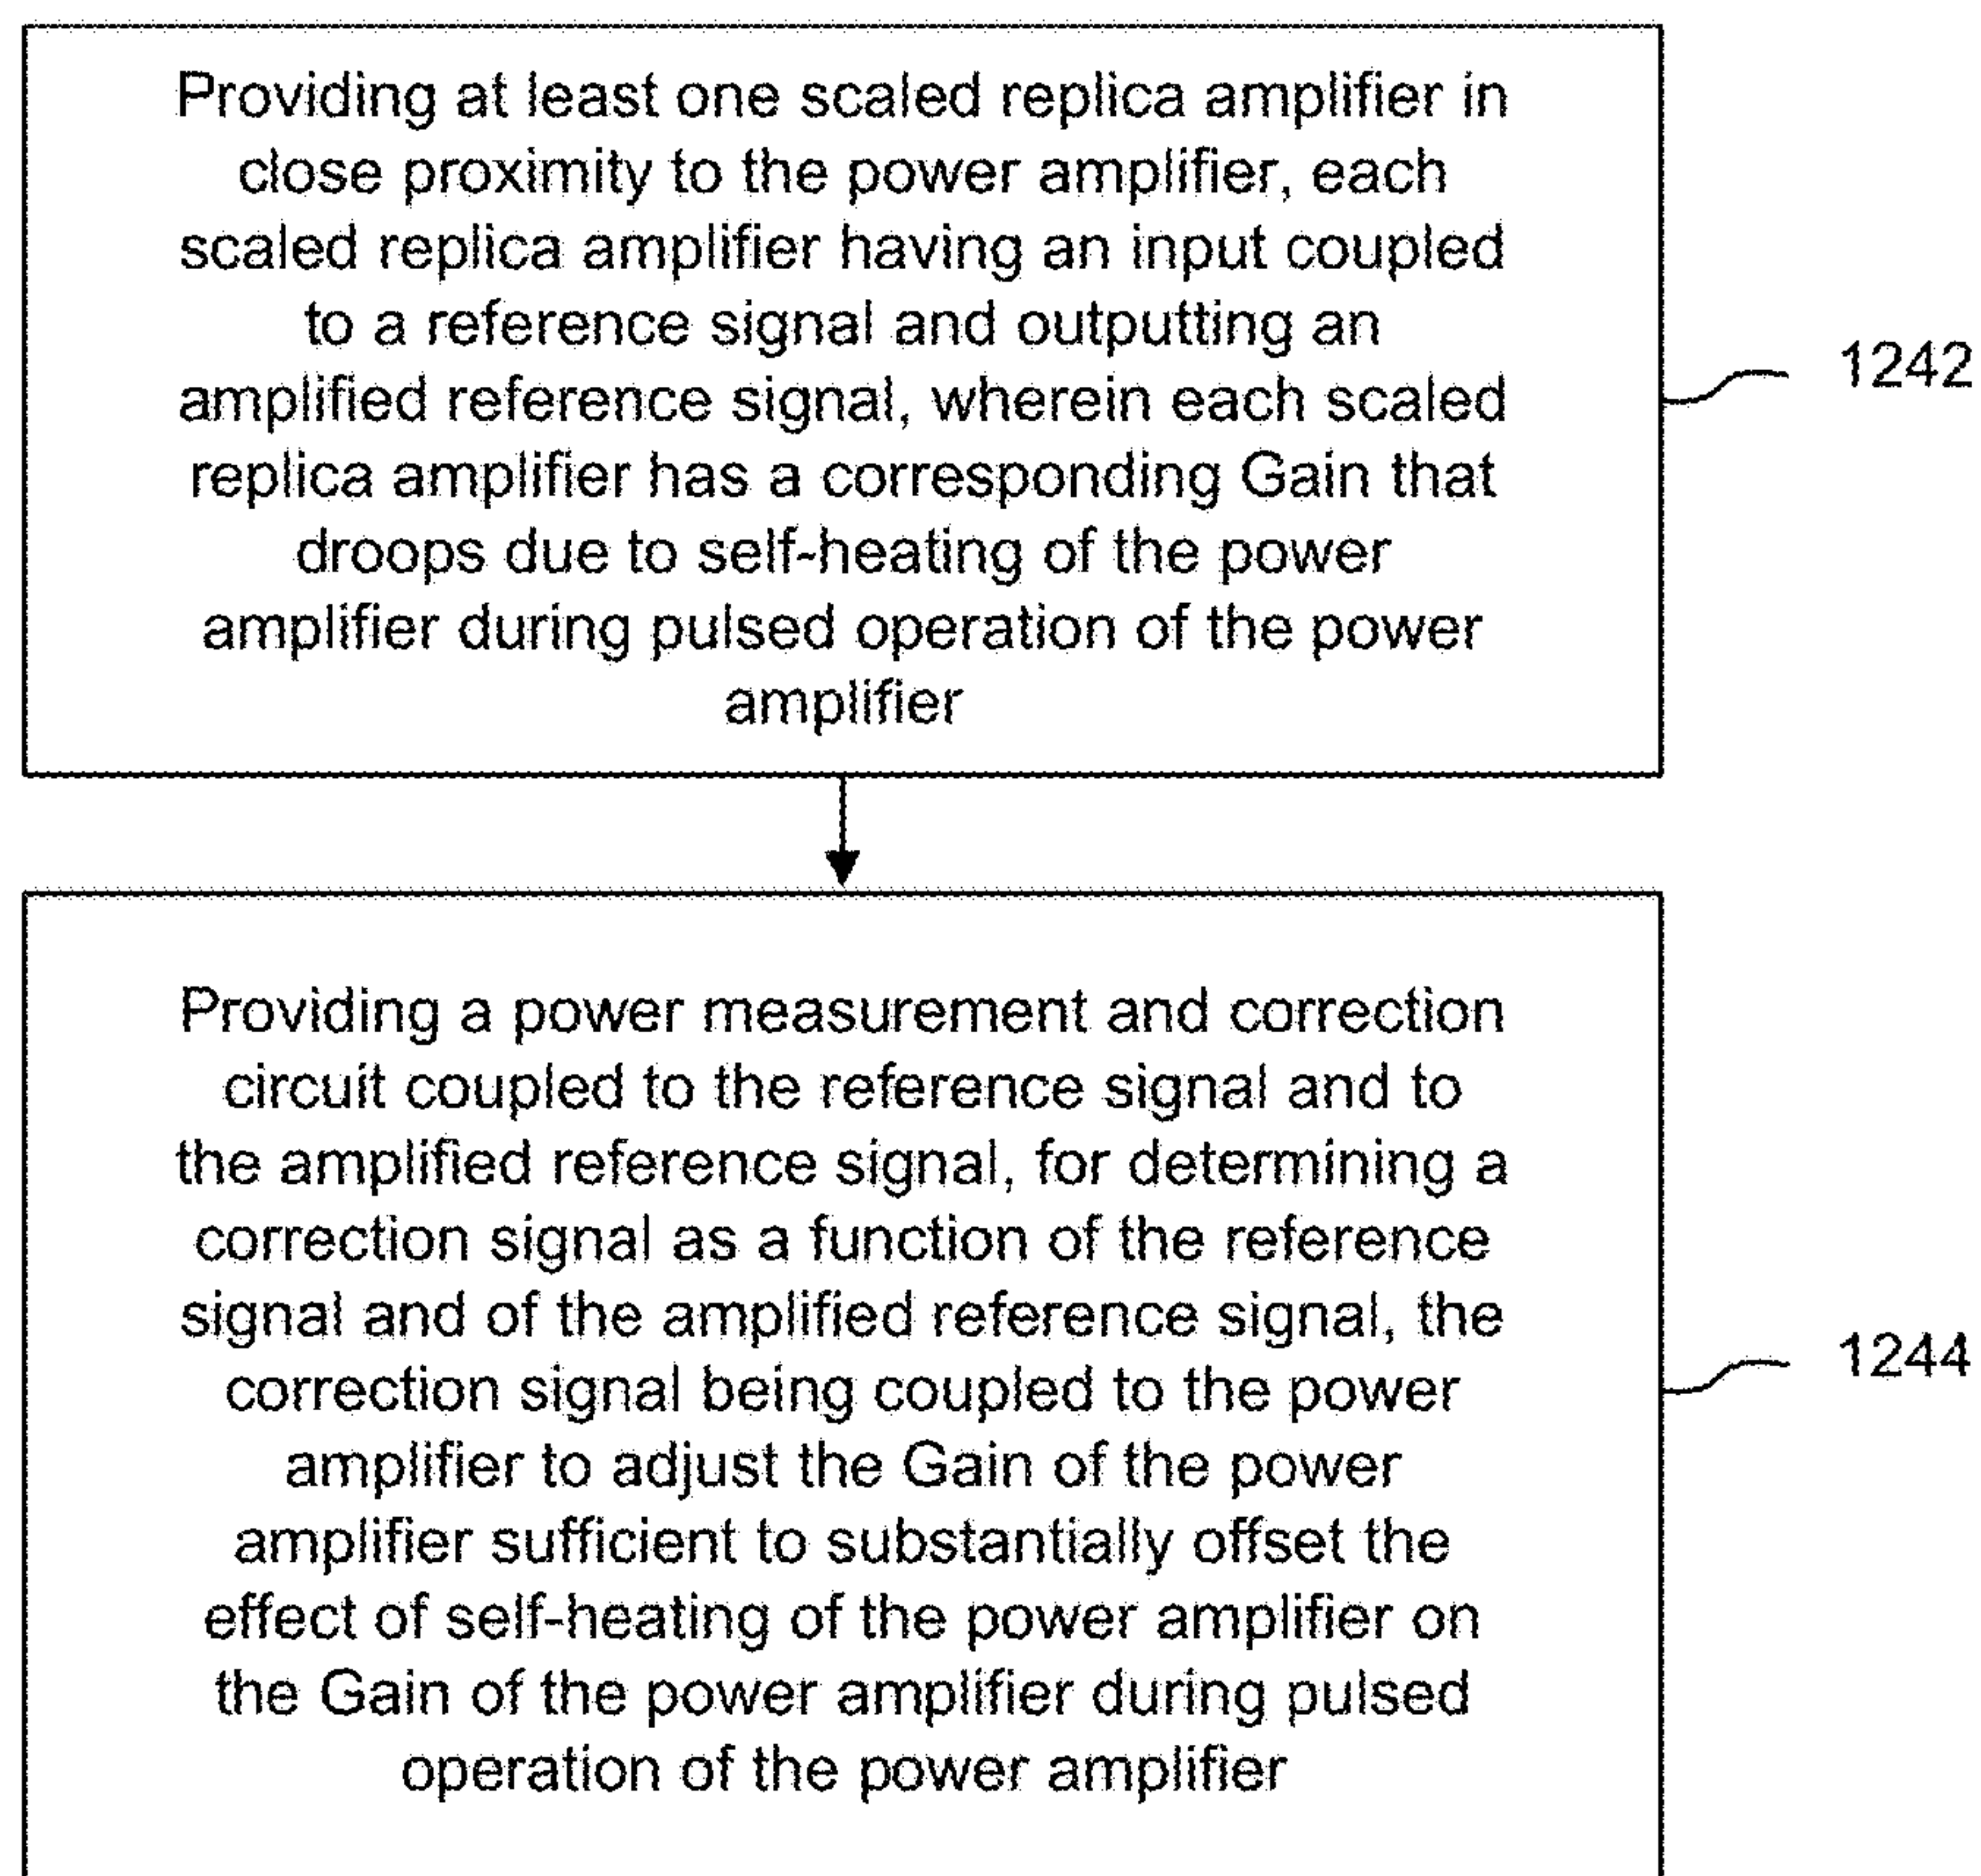 Providing at least one scaled replica amplifier in
close proximity to the power amplifier, each
scaled replica amplifier having an input coupled
to a reference signal and outputting an
amplified reference signal, wherein each scaled
replica amplifier has a corresponding Gain that
droops due to self-heating of the power
amplifier during pulsed operation of the power
amplifier
1242
Providing a power measurement and correction
circuit coupled to the reference signal and to
the amplified reference signal, for determining a
correction signal as a function of the reference
signal and of the amplified reference signal, the
correction signal being coupled to the power
amplifier to adjust the Gain of the power
amplifier sufficient to substantially offset the
effect of self-heating of the power amplifier on
the Gain of the power amplifier during pulsed
operation of the power amplifier
1244